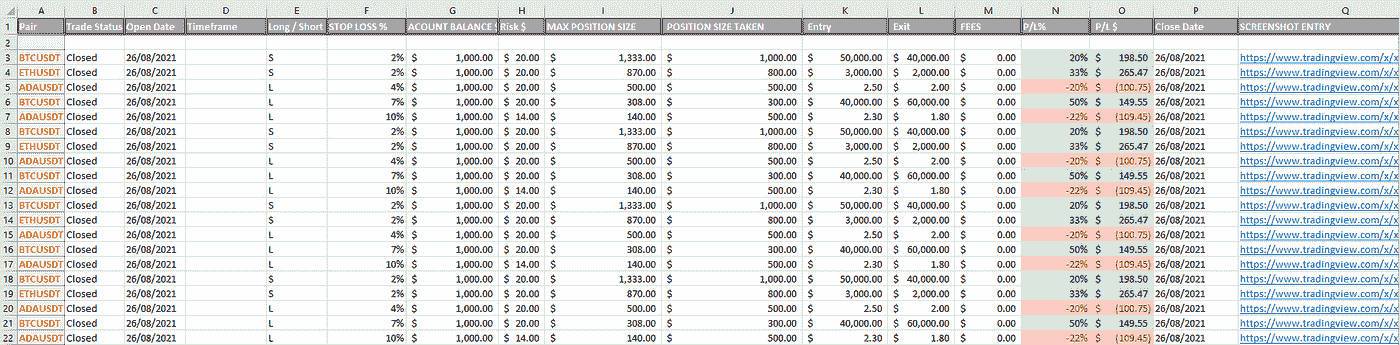 A B C D E F G H I J K L M N O P Q
1 Pair Trade Status Open Date Timeframe Long / Short STOP LOSS % ACOUNT BALANCE Risk $ MAX POSITION SIZE POSITION SIZE TAKEN Entry Exit FEES P/L% P/L $ Close Date SCREENSHOT ENTRY
2
3 BTCUSDT Closed 26/08/2021 S 2% $ 1,000.00 $ 20.00 $ 1,333.00 $ 1,000.00 $ 50,000.00 $ 40,000.00 $ 0.00 20% $ 198.50 26/08/2021 https://www.tradingview.com/x/x
4 ETHUSDT Closed 26/08/2021 S 2% $ 1,000.00 $ 20.00 $ 870.00 $ 800.00 $ 3,000.00 $ 2,000.00 $ 0.00 33% $ 265.47 26/08/2021 https://www.tradingview.com/x/x
5 ADAUSDT Closed 26/08/2021 L 4% $ 1,000.00 $ 20.00 $ 500.00 $ 500.00 $ 2.50 $ 2.00 $ 0.00 -20% $ (100.75) 26/08/2021 https://www.tradingview.com/x/x
6 BTCUSDT Closed 26/08/2021 L 7% $ 1,000.00 $ 20.00 $ 308.00 $ 300.00 $ 40,000.00 $ 60,000.00 $ 0.00 50% $ 149.55 26/08/2021 https://www.tradingview.com/x/x
7 ADAUSDT Closed 26/08/2021 L 10% $ 1,000.00 $ 14.00 $ 140.00 $ 500.00 $ 2.30 $ 1.80 $ 0.00 -22% $ (109.45) 26/08/2021 https://www.tradingview.com/x/x
8 BTCUSDT Closed 26/08/2021 S 2% $ 1,000.00 $ 20.00 $ 1,333.00 $ 1,000.00 $ 50,000.00 $ 40,000.00 $ 0.00 20% $ 198.50 26/08/2021 https://www.tradingview.com/x/x
9 ETHUSDT Closed 26/08/2021 S 2% $ 1,000.00 $ 20.00 $ 870.00 $ 800.00 $ 3,000.00 $ 2,000.00 $ 0.00 33% $ 265.47 26/08/2021 https://www.tradingview.com/x/x
10 ADAUSDT Closed 26/08/2021 L 4% $ 1,000.00 $ 20.00 $ 500.00 $ 500.00 $ 2.50 $ 2.00 $ 0.00 -20% $ (100.75) 26/08/2021 https://www.tradingview.com/x/x
11 BTCUSDT Closed 26/08/2021 L 7% $ 1,000.00 $ 20.00 $ 308.00 $ 300.00 $ 40,000.00 $ 60,000.00 $ 0.00 50% $ 149.55 26/08/2021 https://www.tradingview.com/x/x
12 ADAUSDT Closed 26/08/2021 L 10% $ 1,000.00 $ 14.00 $ 140.00 $ 500.00 $ 2.30 $ 1.80 $ 0.00 -22% $ (109.45) 26/08/2021 https://www.tradingview.com/x/x
13 BTCUSDT Closed 26/08/2021 S 2% $ 1,000.00 $ 20.00 $ 1,333.00 $ 1,000.00 $ 50,000.00 $ 40,000.00 $ 0.00 20% $ 198.50 26/08/2021 https://www.tradingview.com/x/x
14 ETHUSDT Closed 26/08/2021 S 2% $ 1,000.00 $ 20.00 $ 870.00 $ 800.00 $ 3,000.00 $ 2,000.00 $ 0.00 33% $ 265.47 26/08/2021 https://www.tradingview.com/x/x
15 ADAUSDT Closed 26/08/2021 L 4% $ 1,000.00 $ 20.00 $ 500.00 $ 500.00 $ 2.50 $ 2.00 $ 0.00 -20% $ (100.75) 26/08/2021 https://www.tradingview.com/x/x
16 BTCUSDT Closed 26/08/2021 L 7% $ 1,000.00 $ 20.00 $ 308.00 $ 300.00 $ 40,000.00 $ 60,000.00 $ 0.00 50% $ 149.55 26/08/2021 https://www.tradingview.com/x/x
17 ADAUSDT Closed 26/08/2021 L 10% $ 1,000.00 $ 14.00 $ 140.00 $ 500.00 $ 2.30 $ 1.80 $ 0.00 -22% $ (109.45) 26/08/2021 https://www.tradingview.com/x/x
18 BTCUSDT Closed 26/08/2021 S 2% $ 1,000.00 $ 20.00 $ 1,333.00 $ 1,000.00 $ 50,000.00 $ 40,000.00 $ 0.00 20% $ 198.50 26/08/2021 https://www.tradingview.com/x/x
19 ETHUSDT Closed 26/08/2021 S 2% $ 1,000.00 $ 20.00 $ 870.00 $ 800.00 $ 3,000.00 $ 2,000.00 $ 0.00 33% $ 265.47 26/08/2021 https://www.tradingview.com/x/x
20 ADAUSDT Closed 26/08/2021 L 4% $ 1,000.00 $ 20.00 $ 500.00 $ 500.00 $ 2.50 $ 2.00 $ 0.00 -20% $ (100.75) 26/08/2021 https://www.tradingview.com/x/x
21 BTCUSDT Closed 26/08/2021 L 7% $ 1,000.00 $ 20.00 $ 308.00 $ 300.00 $ 40,000.00 $ 60,000.00 $ 0.00 50% $ 149.55 26/08/2021 https://www.tradingview.com/x/x
22 ADAUSDT Closed 26/08/2021 L 10% $ 1,000.00 $ 14.00 $ 140.00 $ 500.00 $ 2.30 $ 1.80 $ 0.00 -22% $ (109.45) 26/08/2021 https://www.tradingview.com/x/x